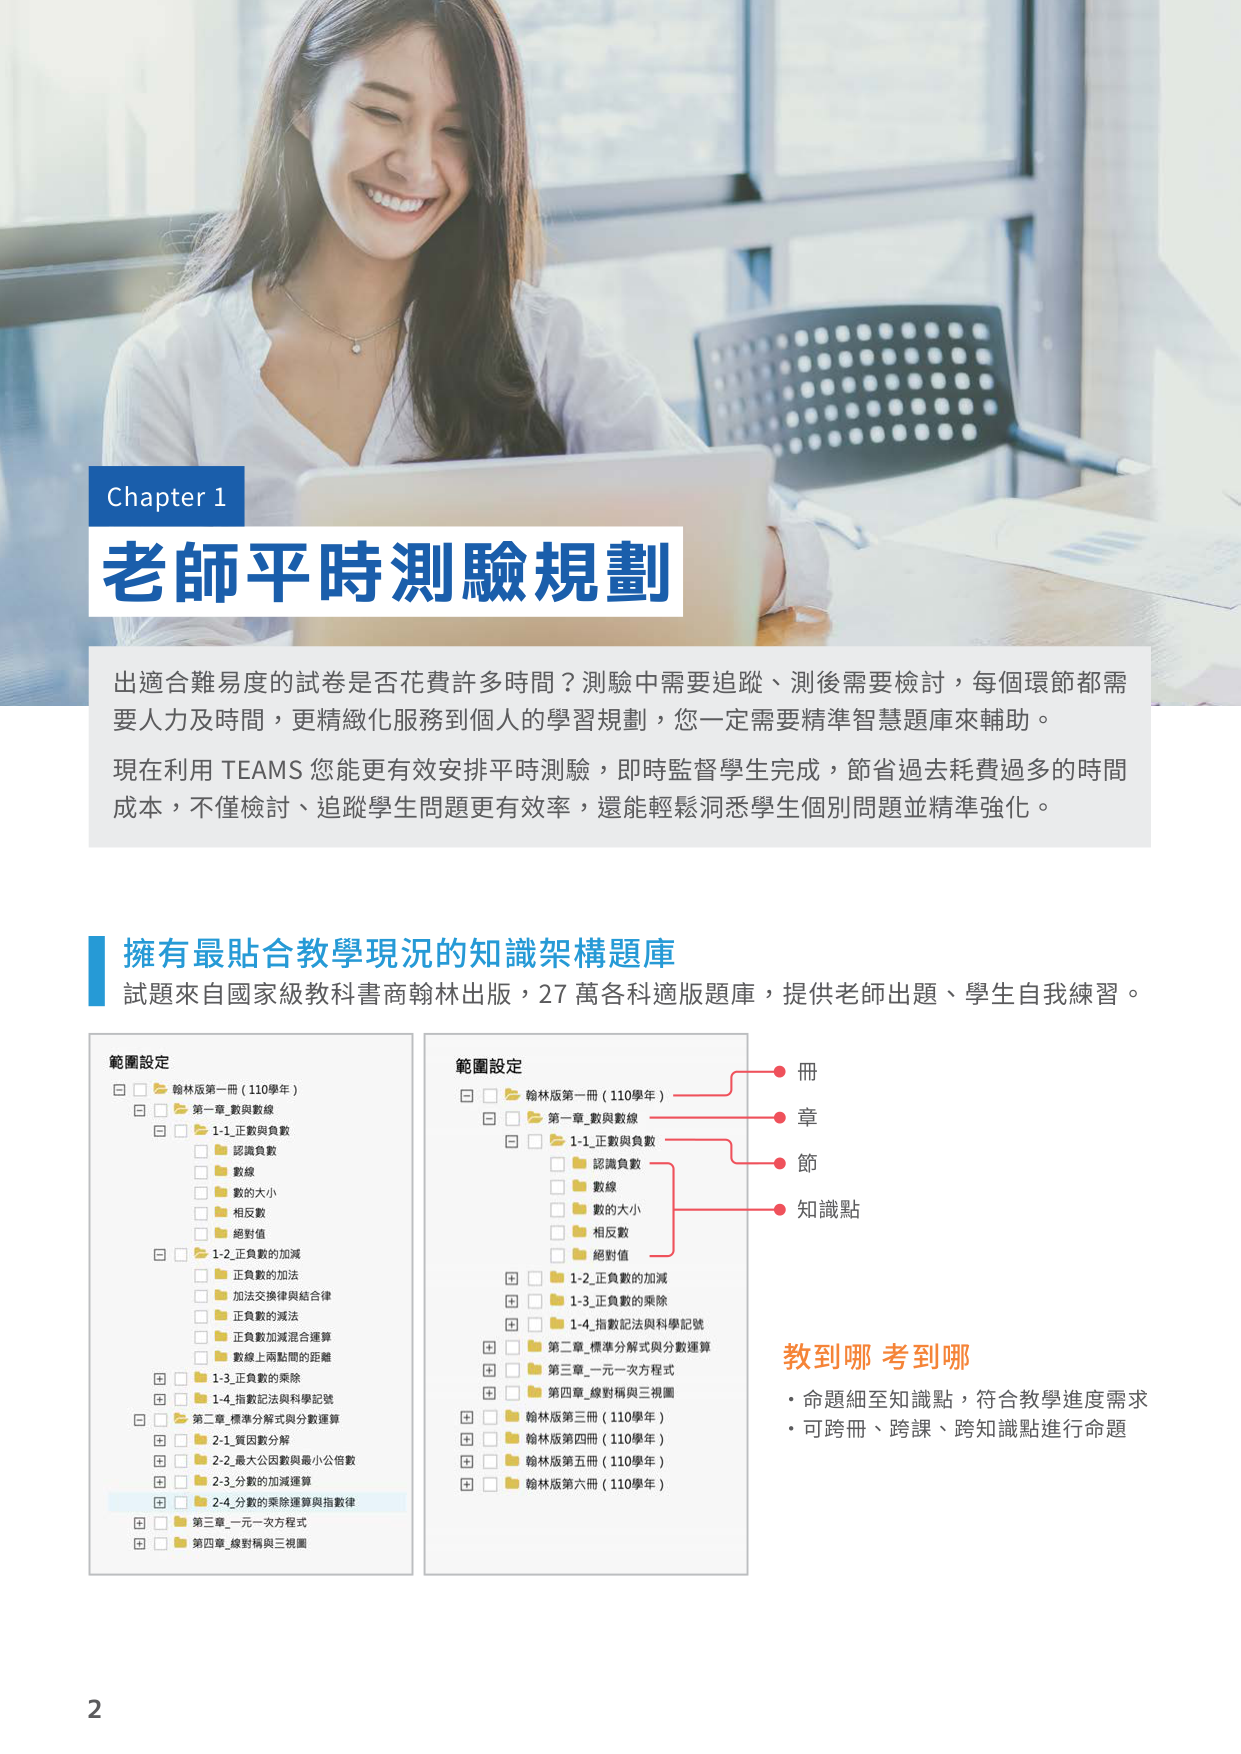 Chapter 1
老師平時測驗規劃
出適合難易度的試卷是否花費許多時間？測驗中需要追蹤、測後需要檢討，每個環節都需
要人力及時間，更精緻化服務到個人的學習規劃，您一定需要精準智慧題庫來輔助。
現在利用 TEAMS 您能更有效安排平時測驗，即時監督學生完成，節省過去耗費過多的時間
成本，不僅檢討、追蹤學生問題更有效率，還能輕鬆洞悉學生個別問題並精準強化。
擁有最貼合教學現況的知識架構題庫
試題來自國家級教科書商翰林出版，27 萬各科適版題庫，提供老師出題、學生自我練習。
範圍設定
翰林版第一冊 ( 110學年 )
第一章_數與數線
1-1_正數與負數
認識負數
數線
數的大小
相反數
絕對值
1-2_正負數的加減
正負數的加法
加法交換律與結合律
正負數的減法
正負數加減混合運算
數線上兩點間的距離
1-3_正負數的乘除
1-4_指數記法與科學記號
第二章_標準分解式與分數運算
2-1_質因數分解
2-2_最大公因數與最小公倍數
2-3_分數的加減運算
2-4_分數的乘除運算與指數律
第三章_一元一次方程式
第四章_線對稱與三視圖
範圍設定
翰林版第一冊 ( 110學年 )
第一章_數與數線
1-1_正數與負數
認識負數
數線
數的大小
相反數
絕對值
1-2_正負數的加減
1-3_正負數的乘除
1-4_指數記法與科學記號
第二章_標準分解式與分數運算
第三章_一元一次方程式
第四章_線對稱與三視圖
翰林版第三冊 ( 110學年 )
翰林版第四冊 ( 110學年 )
翰林版第五冊 ( 110學年 )
翰林版第六冊 ( 110學年 )
冊
章
節
知識點
教到哪 考到哪
・命題細至知識點，符合教學進度需求
・可跨冊、跨課、跨知識點進行命題
2